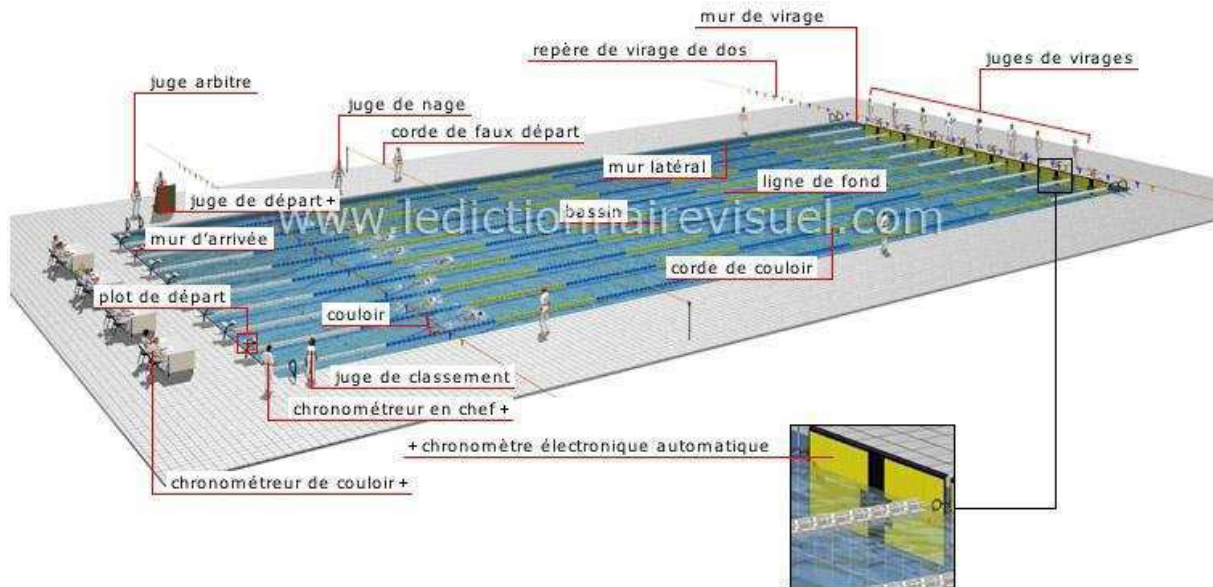 mur de virage
repère de virage de dos
juges de virages
juge arbitre
juge de nage
corde de faux départ
mur latéral
ligne de fond
juge de départ+
www.ledictionnairevisuel.com
bassin
mur d'arrivée
corde de couloir
plot de départ
couloir
juge de classement
chronométreur en chef+
+chronomètre électronique automatique
chronométreur de couloir+